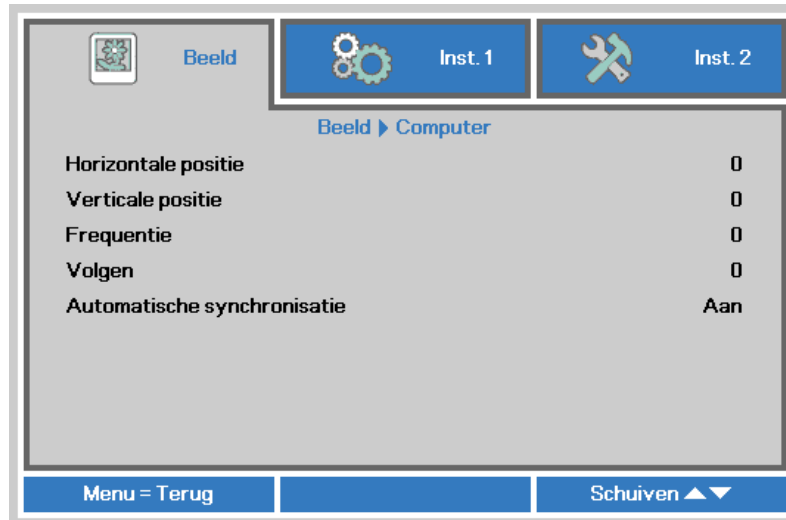 Beeld
Inst. 1
Inst. 2
Beeld ▶ Computer
Horizontale positie 0
Verticale positie 0
Frequentie 0
Volgen 0
Automatische synchronisatie Aan
Menu = Terug
Schuiven ▲▼